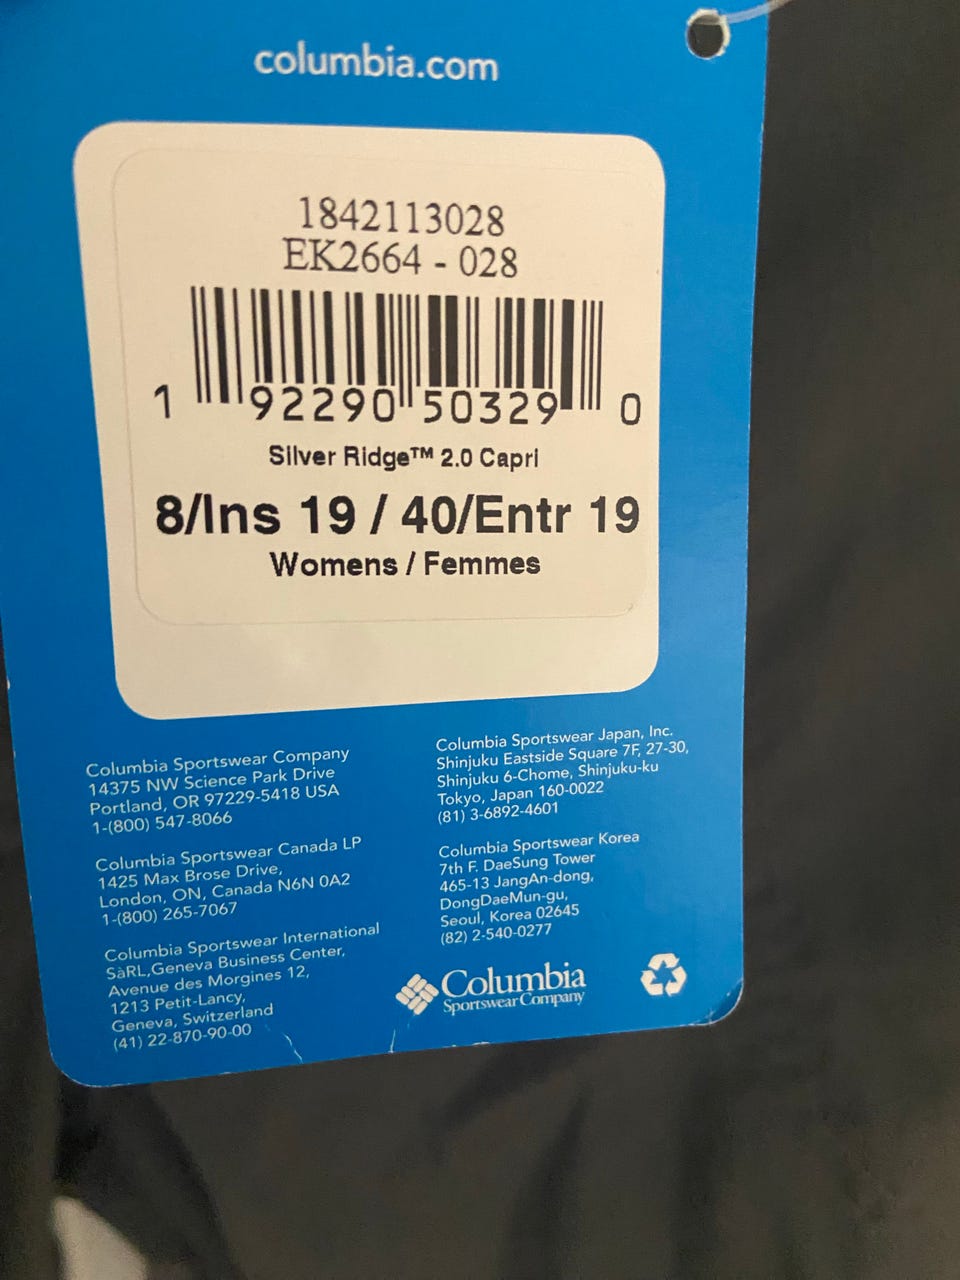 columbia.com
1842113028
EK2664 - 028
1 92290 50329 0
Silver Ridge™ 2.0 Capri
8/Ins 19 / 40/Entr 19
Womens / Femmes
Columbia Sportswear Company
14375 NW Science Park Drive
Portland, OR 97229-5418 USA
1-(800) 547-8066
Columbia Sportswear Canada LP
1425 Max Brose Drive,
London, ON, Canada N6N 0A2
1-(800) 265-7067
Columbia Sportswear International
SàRL,Geneva Business Center,
Avenue des Morgines 12,
1213 Petit-Lancy,
Geneva, Switzerland
(41) 22-870-90-00
Columbia Sportswear Japan, Inc.
Shinjuku Eastside Square 7F, 27-30,
Shinjuku 6-Chome, Shinjuku-ku
Tokyo, Japan 160-0022
(81) 3-6892-4601
Columbia Sportswear Korea
7th F. DaeSung Tower
465-13 JangAn-dong,
DongDaeMun-gu,
Seoul, Korea 02645
(82) 2-540-0277
Columbia
Sportswear Company